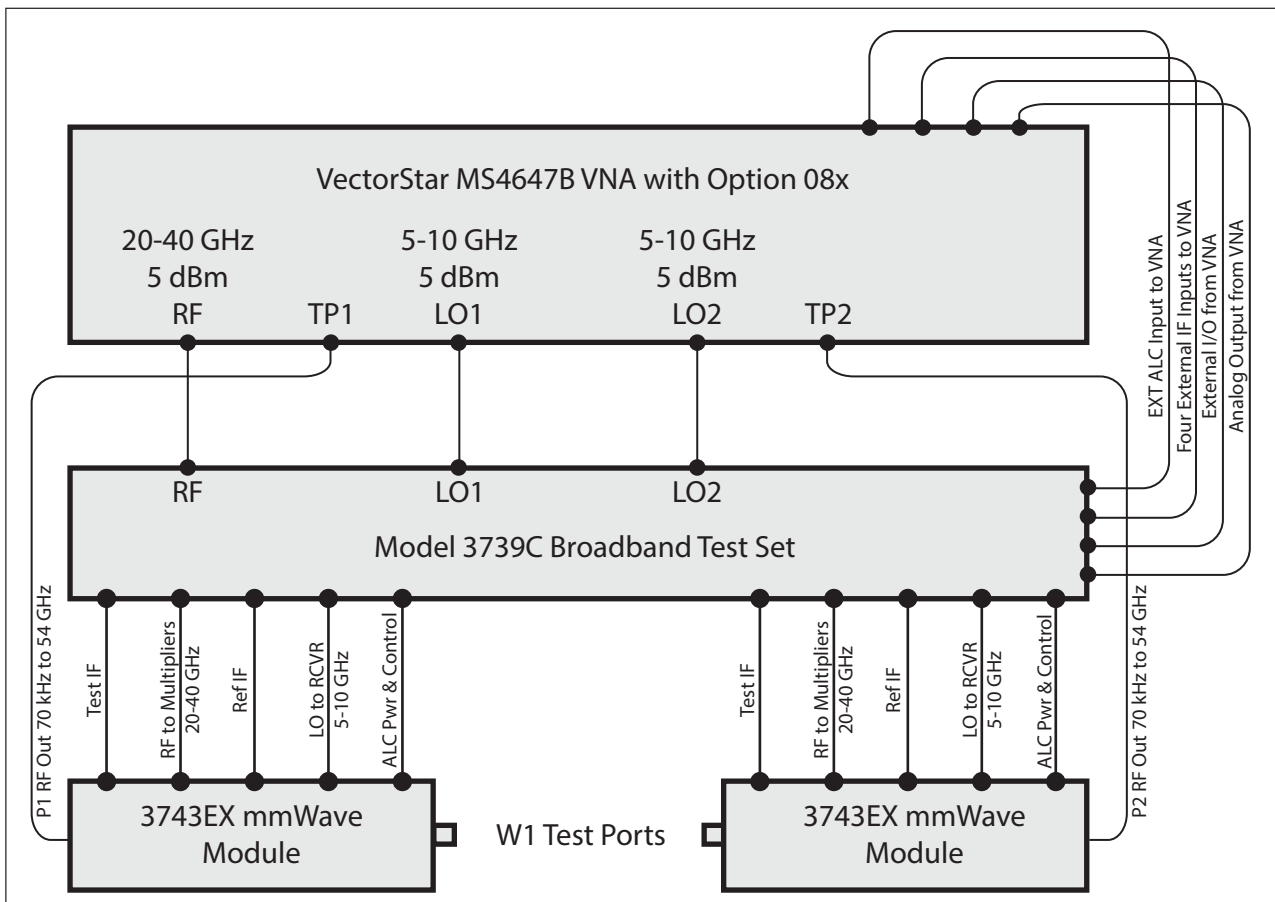 VectorStar MS4647B VNA with Option 08x
20-40 GHz
5 dBm
RF
TP1
5-10 GHz
5 dBm
LO1
5-10 GHz
5 dBm
LO2
TP2
EXT ALC Input to VNA
Four External IF Inputs to VNA
External I/O from VNA
Analog Output from VNA
RF
LO1
LO2
Model 3739C Broadband Test Set
P1 RF Out 70 kHz to 54 GHz
Test IF
RF to Multipliers
20-40 GHz
Ref IF
LO to RCVR
5-10 GHz
ALC Pwr & Control
Test IF
RF to Multipliers
20-40 GHz
Ref IF
LO to RCVR
5-10 GHz
ALC Pwr & Control
P2 RF Out 70 kHz to 54 GHz
3743EX mmWave
Module
W1 Test Ports
3743EX mmWave
Module